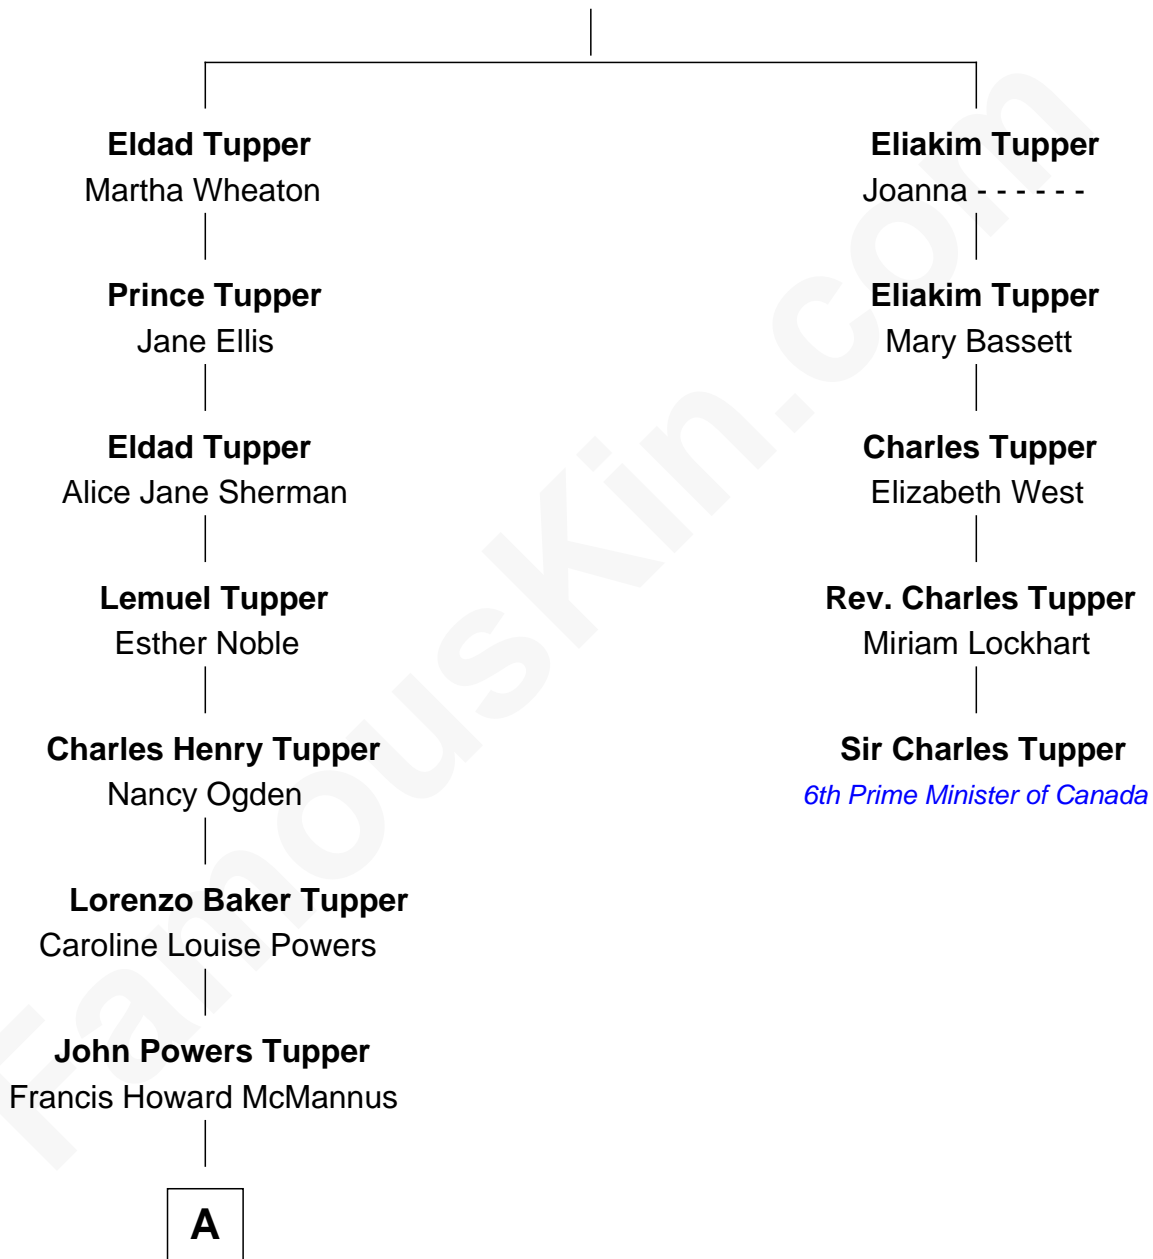 Eldad Tupper
Martha Wheaton
Prince Tupper
Jane Ellis
Eldad Tupper
Alice Jane Sherman
Lemuel Tupper
Esther Noble
Charles Henry Tupper
Nancy Ogden
Lorenzo Baker Tupper
Caroline Louise Powers
John Powers Tupper
Francis Howard McMannus
A
Eliakim Tupper
Joanna - - - - - -
Eliakim Tupper
Mary Bassett
Charles Tupper
Elizabeth West
Rev. Charles Tupper
Miriam Lockhart
Sir Charles Tupper
6th Prime Minister of Canada
FamousKin.com